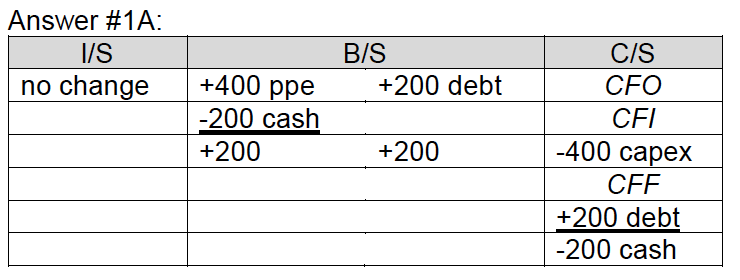 Answer #1A:
I/S B/S C/S
no change +400 ppe +200 debt CFO
-200 cash CFI
+200 +200 -400 capex
CFF
+200 debt
-200 cash